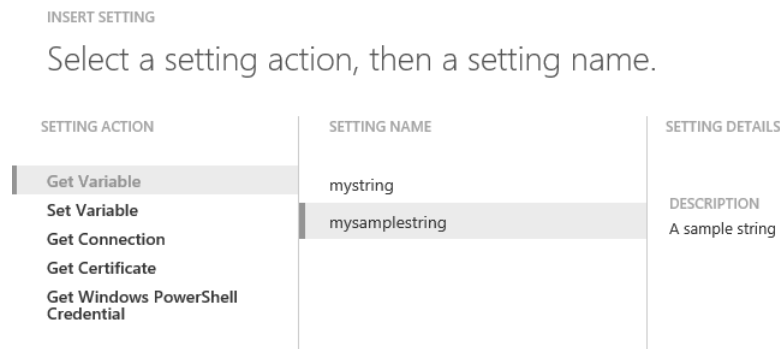 INSERT SETTING
Select a setting action, then a setting name.
SETTING ACTION
Get Variable
Set Variable
Get Connection
Get Certificate
Get Windows PowerShell
Credential
SETTING NAME
mystring
mysamplestring
SETTING DETAILS
DESCRIPTION
A sample string